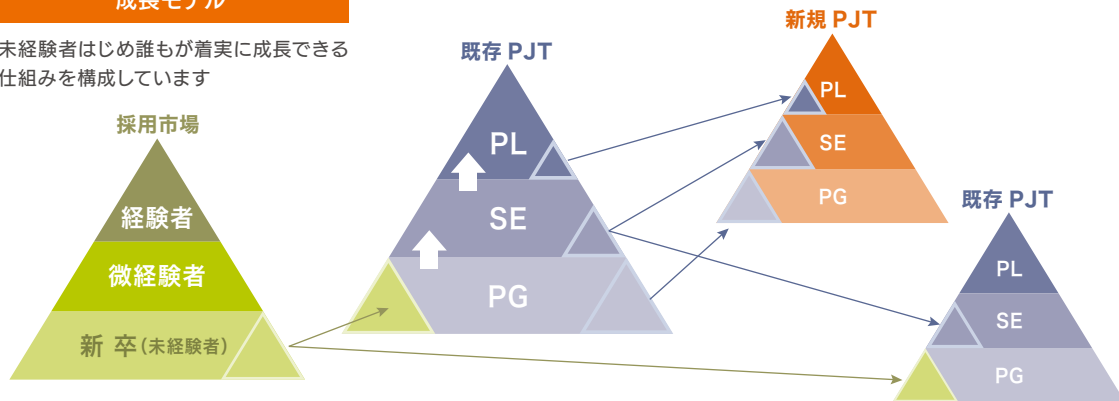 成長モデル
未経験者はじめ誰もが着実に成長できる
仕組みを構成しています
採用市場
経験者
微経験者
新 卒(未経験者)
既存 PJT
PL
SE
PG
新規 PJT
PL
SE
PG
既存 PJT
PL
SE
PG